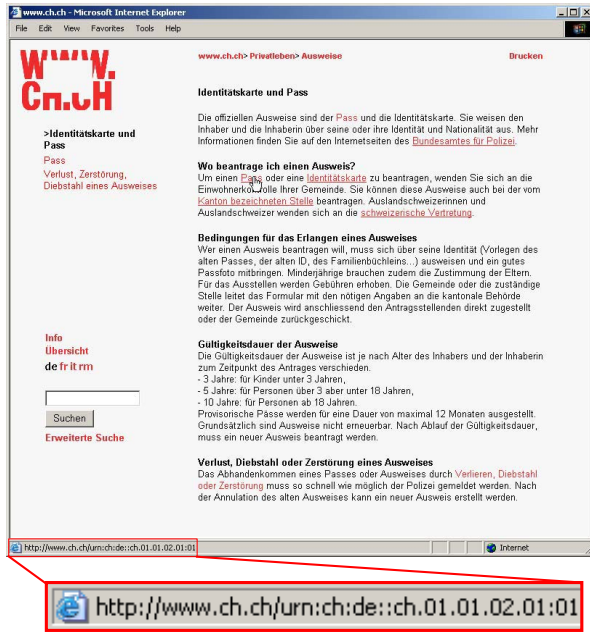 www.ch.ch - Microsoft Internet Explorer
File Edit View Favorites Tools Help
WWW.
CH.CH
www.ch.ch> Privatleben> Ausweise
Drucken
>Identitätskarte und
Pass
Pass
Verlust, Zerstörung,
Diebstahl eines Ausweises
Info
Übersicht
de fr it rm
Suchen
Erweiterte Suche
Identitätskarte und Pass
Die offiziellen Ausweise sind der Pass und die Identitätskarte. Sie weisen den
Inhaber und die Inhaberin über seine oder ihre Identität und Nationalität aus. Mehr
Informationen finden Sie auf den Internetseiten des Bundesamtes für Polizei.
Wo beantrage ich einen Ausweis?
Um einen Pass oder eine Identitätskarte zu beantragen, wenden Sie sich an die
Einwohnerkontrolle Ihrer Gemeinde. Sie können diese Ausweise auch bei der vom
Kanton bezeichneten Stelle beantragen. Auslandschweizerinnen und
Auslandschweizer wenden sich an die schweizerische Vertretung.
Bedingungen für das Erlangen eines Ausweises
Wer einen Ausweis beantragen will, muss sich über seine Identität (Vorlegen des
alten Passes, der alten ID, des Familienbüchleins...) ausweisen und ein gutes
Passfoto mitbringen. Minderjährige brauchen zudem die Zustimmung der Eltern.
Für das Ausstellen werden Gebühren erhoben. Die Gemeinde oder die zuständige
Stelle leitet das Formular mit den nötigen Angaben an die kantonale Behörde
weiter. Der Ausweis wird anschliessend den Antragsstellenden direkt zugestellt
oder der Gemeinde zurückgeschickt.
Gültigkeitsdauer der Ausweise
Die Gültigkeitsdauer der Ausweise ist je nach Alter des Inhabers und der Inhaberin
zum Zeitpunkt des Antrages verschieden.
- 3 Jahre: für Kinder unter 3 Jahren,
- 5 Jahre: für Personen über 3 aber unter 18 Jahren,
- 10 Jahre: für Personen ab 18 Jahren.
Provisorische Pässe werden für eine Dauer von maximal 12 Monaten ausgestellt.
Grundsätzlich sind Ausweise nicht erneuerbar. Nach Ablauf der Gültigkeitsdauer,
muss ein neuer Ausweis beantragt werden.
Verlust, Diebstahl oder Zerstörung eines Ausweises
Das Abhandenkommen eines Passes oder Ausweises durch Verlieren, Diebstahl
oder Zerstörung muss so schnell wie möglich der Polizei gemeldet werden. Nach
der Annulation des alten Ausweises kann ein neuer Ausweis erstellt werden.
http://www.ch.ch/urn:ch:de::ch.01.01.02.01:01
Internet
http://www.ch.ch/urn:ch:de::ch.01.01.02.01:01